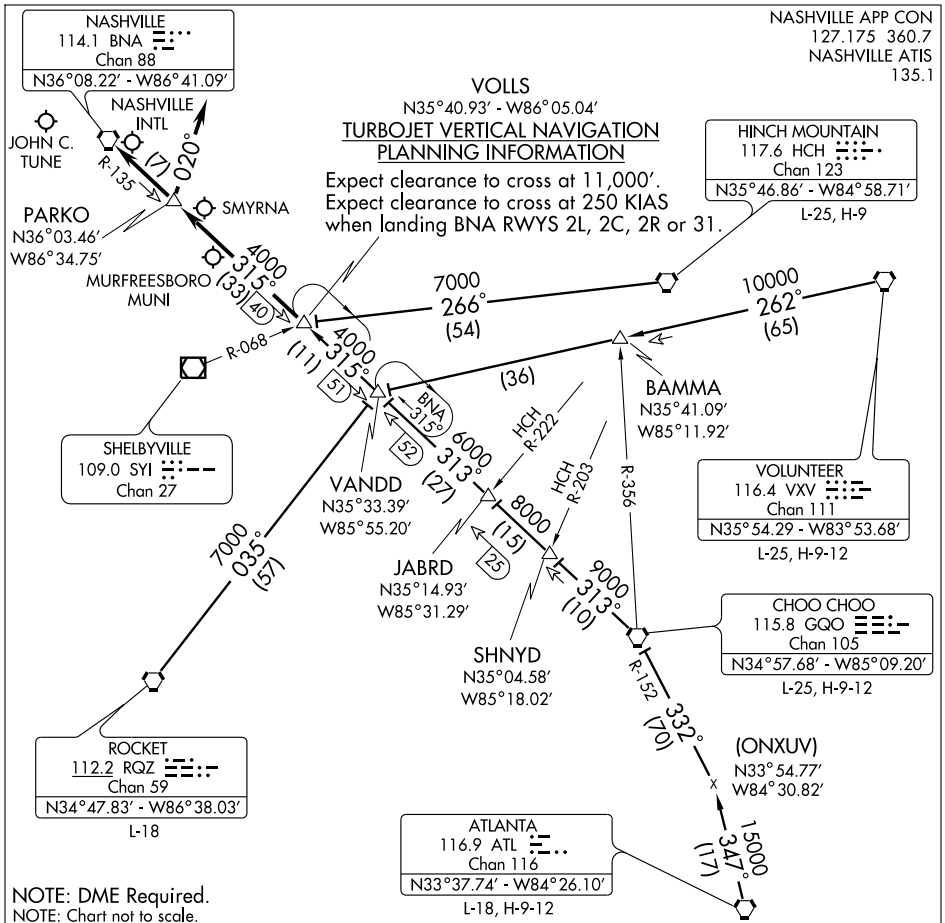 NASHVILLE
114.1 BNA
Chan 88
N36°08.22' - W86°41.09'
NASHVILLE APP CON
127.175 360.7
NASHVILLE ATIS
135.1
JOHN C.
TUNE
NASHVILLE
INTL
R-135
(7)
020°
PARKO
N36°03.46'
W86°34.75'
SMYRNA
MURFREESBORO
MUNI
4000
315°
(33)
40
VOLLS
N35°40.93' - W86°05.04'
TURBOJET VERTICAL NAVIGATION
PLANNING INFORMATION
Expect clearance to cross at 11,000'.
Expect clearance to cross at 250 KIAS
when landing BNA RWYS 2L, 2C, 2R or 31.
HINCH MOUNTAIN
117.6 HCH
Chan 123
N35°46.86' - W84°58.71'
L-25, H-9
7000
266°
(54)
10000
262°
(65)
R-068
4000
315°
(11)
51
(36)
BAMMA
N35°41.09'
W85°11.92'
SHELBYVILLE
109.0 SYI
Chan 27
BNA
315°
52
VANDD
N35°33.39'
W85°55.20'
6000
313°
(27)
HCH
R-222
HCH
R-203
R-356
VOLUNTEER
116.4 VXV
Chan 111
N35°54.29 - W83°53.68'
L-25, H-9-12
7000
035°
(57)
JABRD
N35°14.93'
W85°31.29'
8000
(15)
25
SHNYD
N35°04.58'
W85°18.02'
9000
313°
(10)
CHOO CHOO
115.8 GQO
Chan 105
N34°57.68' - W85°09.20'
L-25, H-9-12
R-152
332°
(70)
(ONXUV)
N33°54.77'
W84°30.82'
x
ROCKET
112.2 RQZ
Chan 59
N34°47.83' - W86°38.03'
L-18
ATLANTA
116.9 ATL
Chan 116
N33°37.74' - W84°26.10'
L-18, H-9-12
15000
347°
(17)
NOTE: DME Required.
NOTE: Chart not to scale.